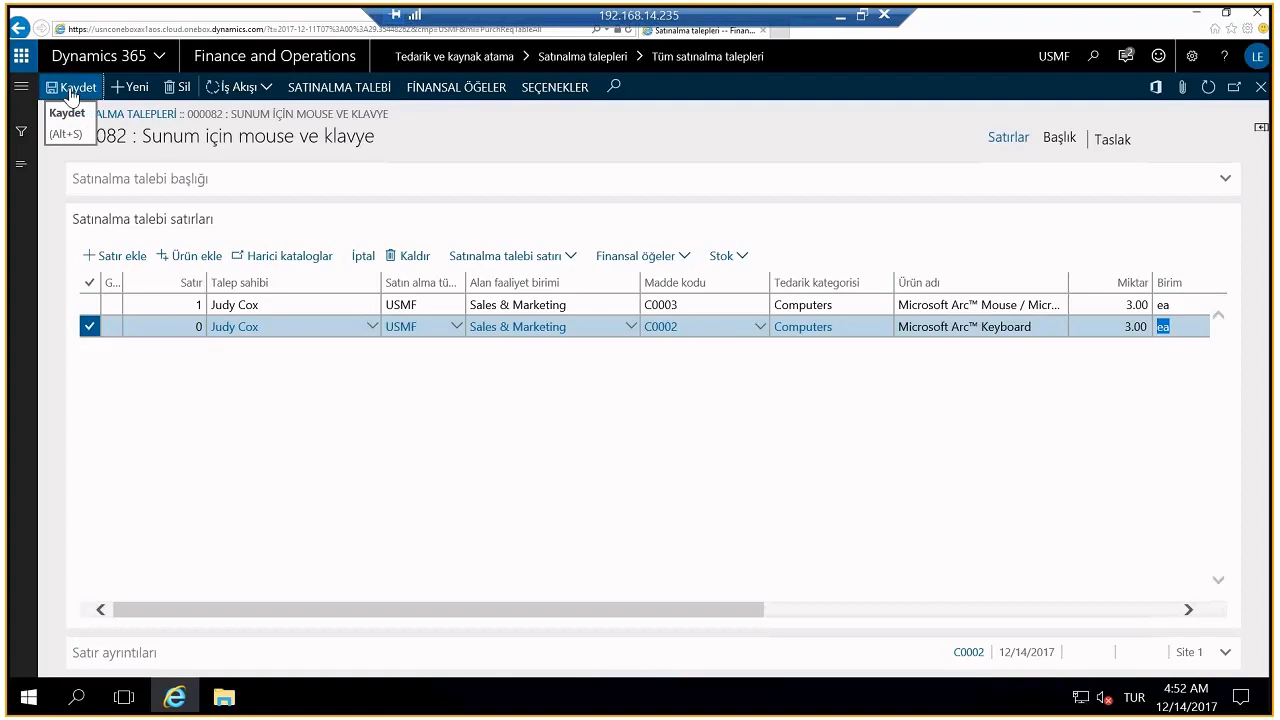 192.168.14.235
https://usnconeboxax1aos.cloud.onebox.dynamics.com/
Satınalma talepleri -- Finan...
Dynamics 365 Finance and Operations Tedarik ve kaynak atama > Satınalma talepleri > Tüm satınalma talepleri USMF ? LE
Kaydet Yeni Sil İş Akışı SATINALMA TALEBİ FİNANSAL ÖĞELER SEÇENEKLER
Kaydet
(Alt+S)
ALMA TALEPLERİ :: 000082 : SUNUM İÇİN MOUSE VE KLAVYE
082 : Sunum için mouse ve klavye Satırlar Başlık Taslak
Satınalma talebi başlığı
Satınalma talebi satırları
Satır ekle Ürün ekle Harici kataloglar İptal Kaldır Satınalma talebi satırı Finansal öğeler Stok
G... Satır Talep sahibi Satın alma tü... Alan faaliyet birimi Madde kodu Tedarik kategorisi Ürün adı Miktar Birim
1 Judy Cox USMF Sales & Marketing C0003 Computers Microsoft Arc™ Mouse / Micr... 3.00 ea
0 Judy Cox USMF Sales & Marketing C0002 Computers Microsoft Arc™ Keyboard 3.00 ea
Satır ayrıntıları C0002 12/14/2017 Site 1
TUR
4:52 AM
12/14/2017